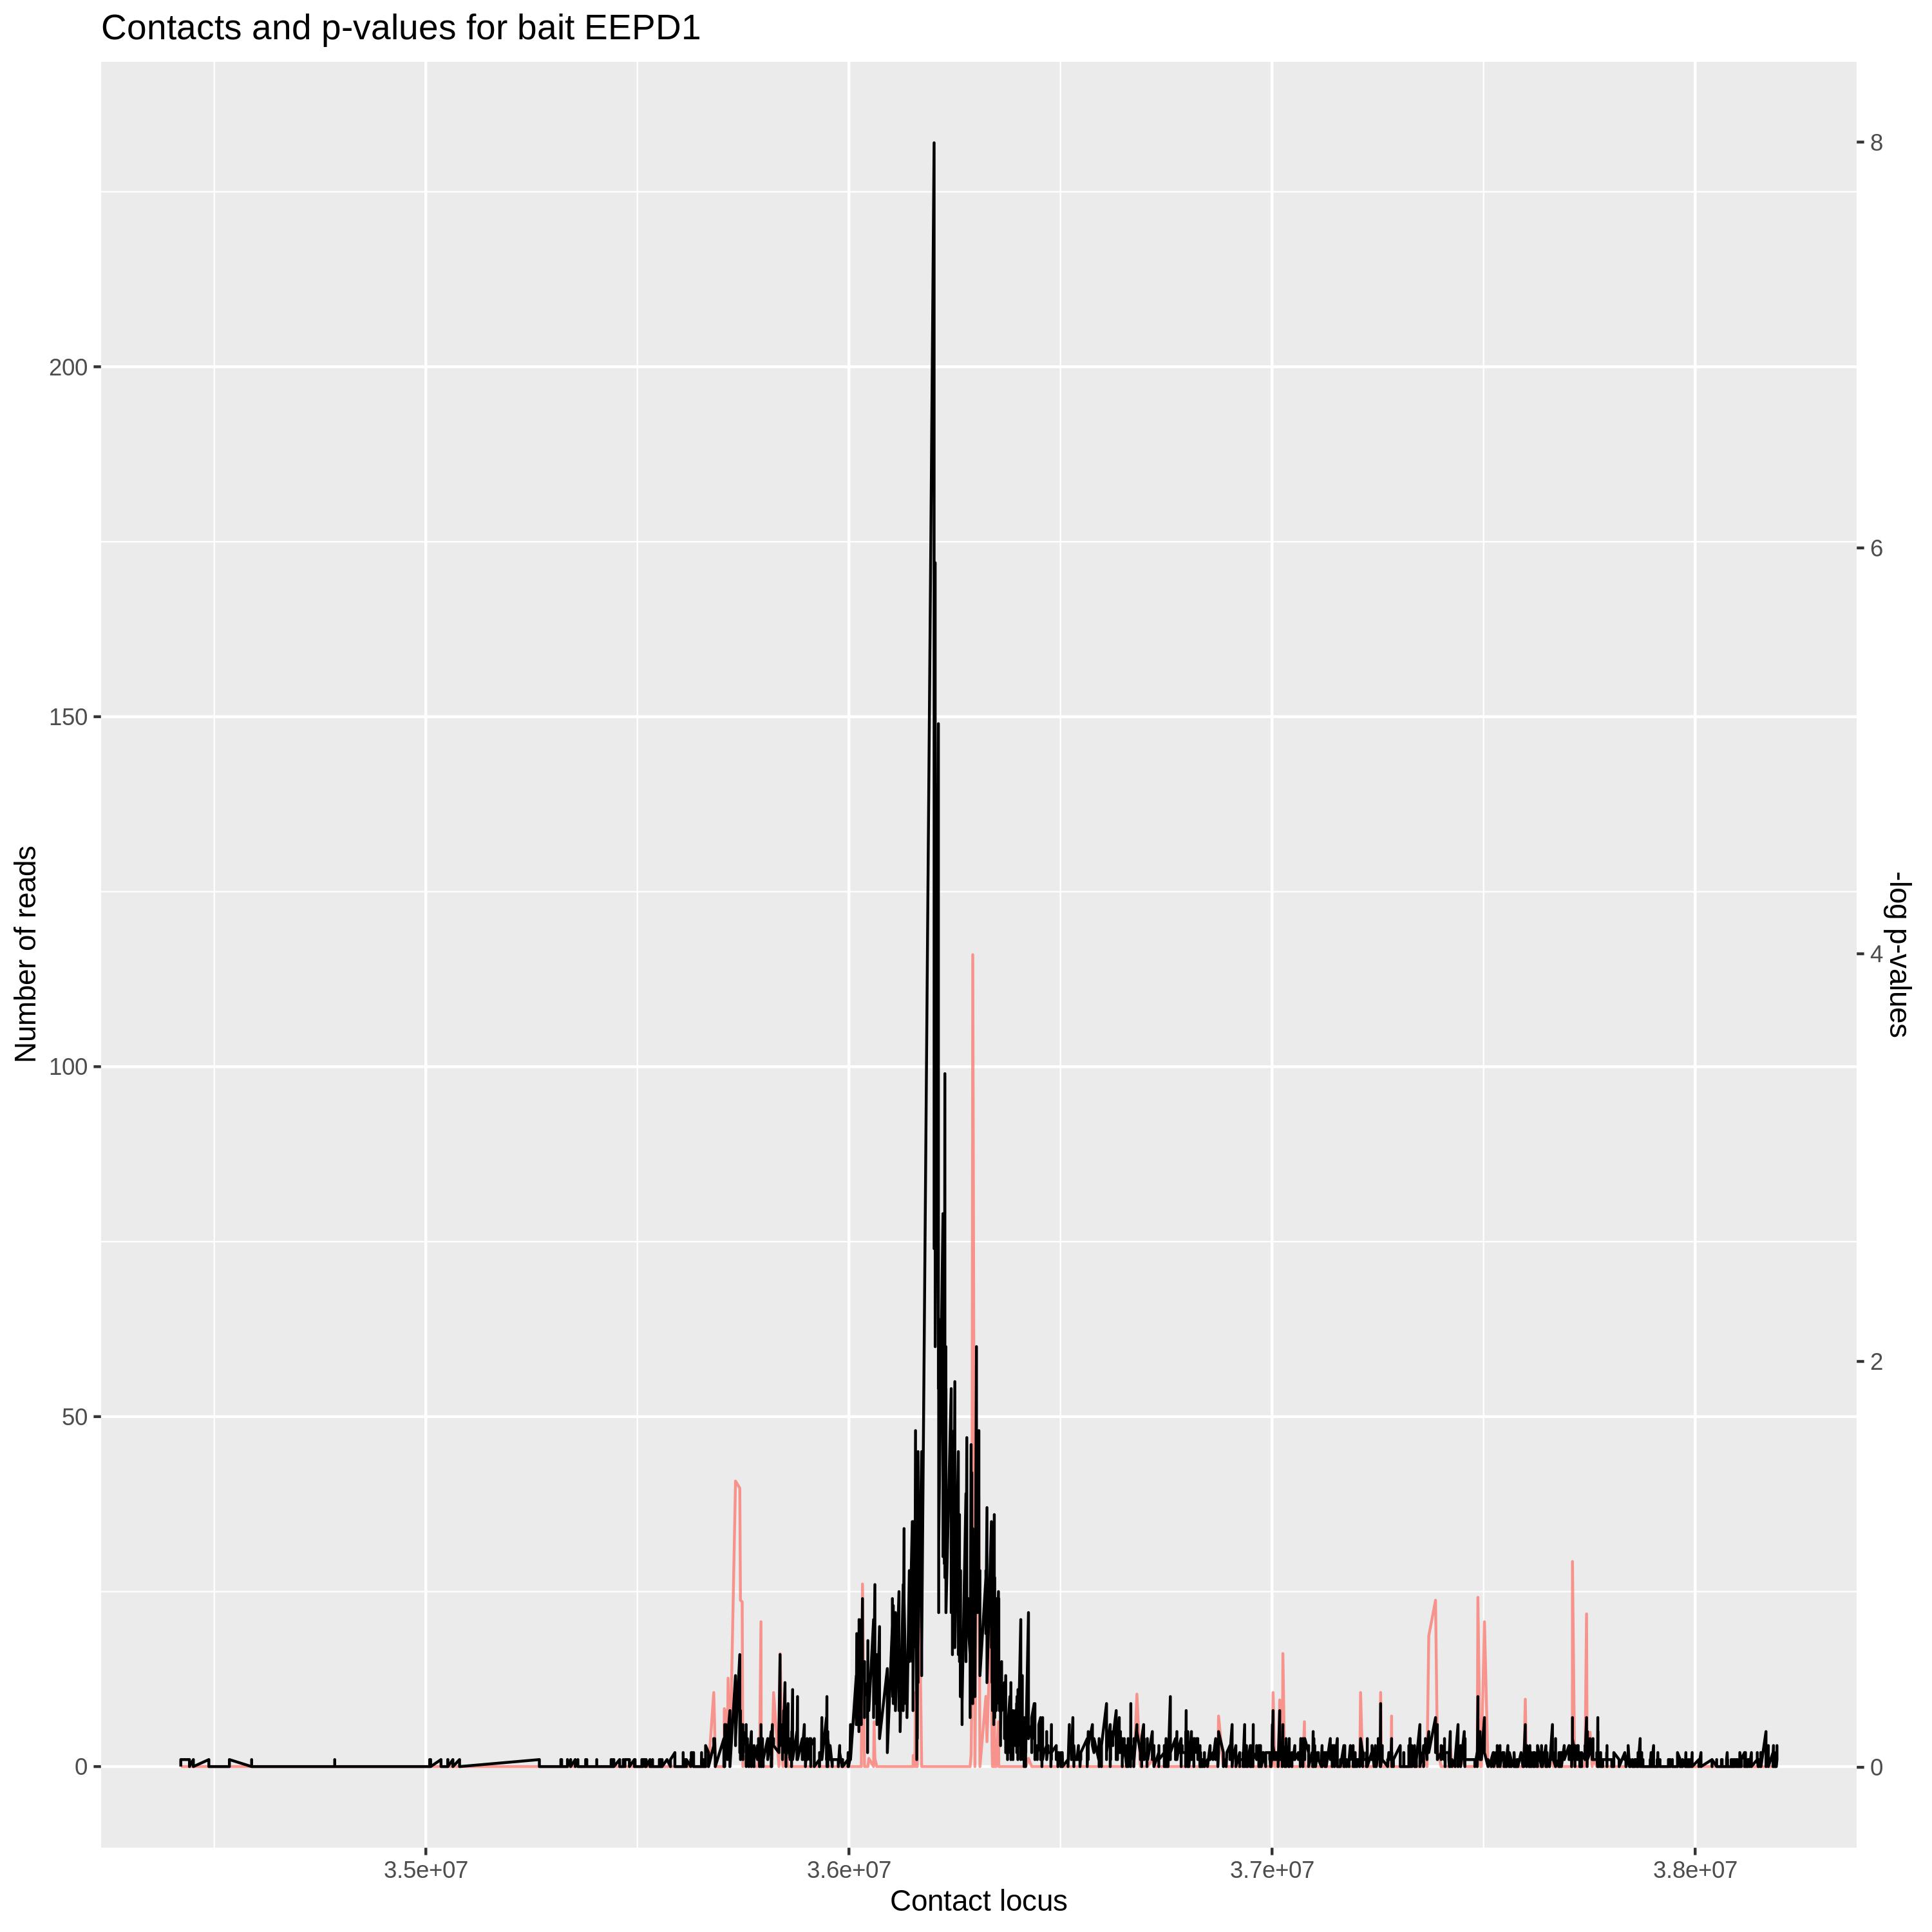 Contacts and p-values for bait EEPD1
Number of reads
200
150
100
50
0
8
6
4
2
0
-log p-values
3.5e+07
3.6e+07
3.7e+07
3.8e+07
Contact locus